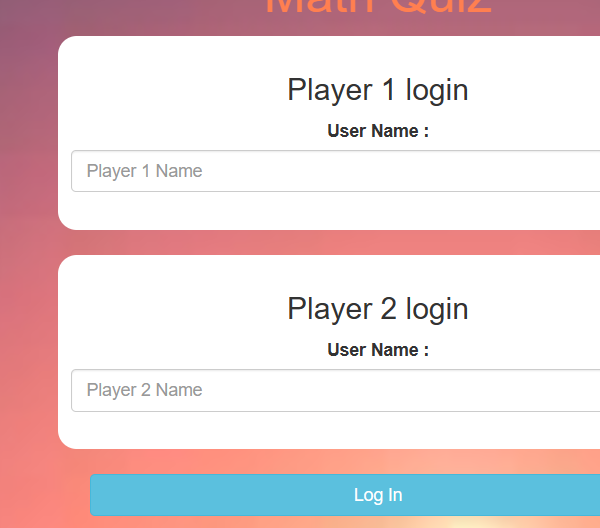 Math Quiz
Player 1 login
User Name :
Player 1 Name
Player 2 login
User Name :
Player 2 Name
Log In